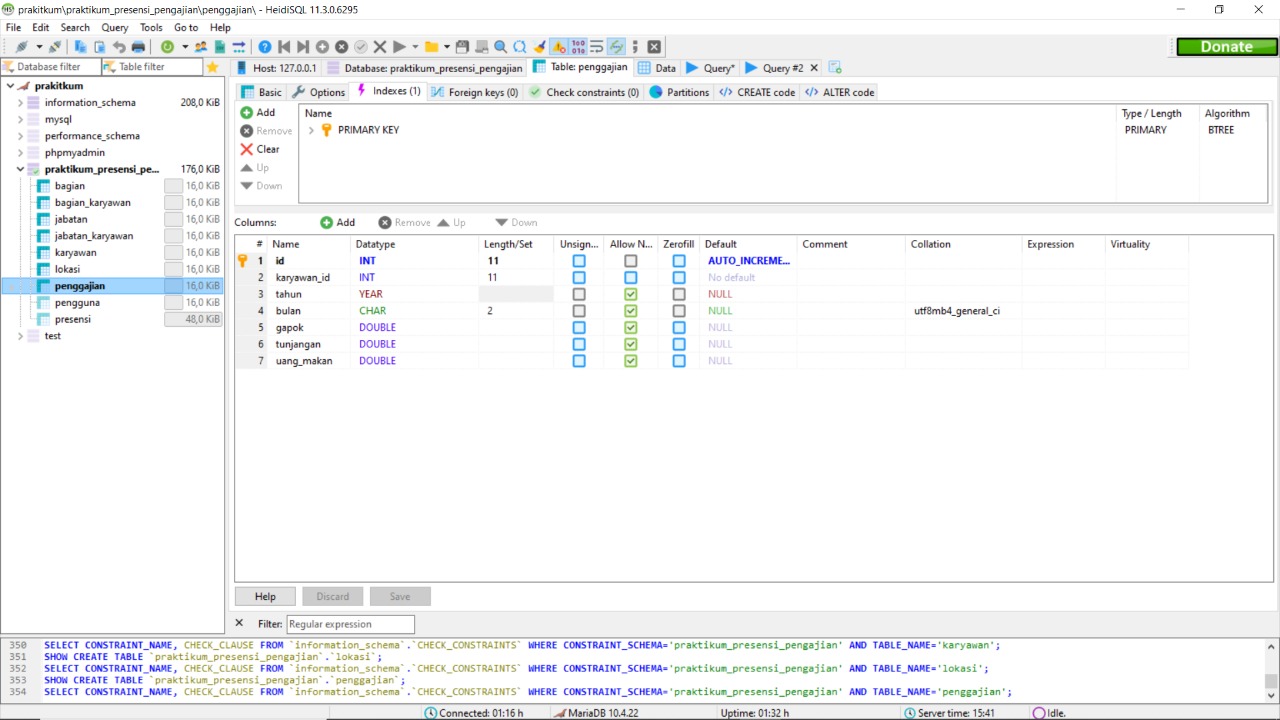 prakitkum\praktikum_presensi_pengajian\penggajian\ - HeidiSQL 11.3.0.6295
File Edit Search Query Tools Go to Help
Donate
Database filter Table filter
Host: 127.0.0.1 Database: praktikum_presensi_pengajian Table: penggajian Data Query* Query #2
Basic Options Indexes (1) Foreign keys (0) Check constraints (0) Partitions CREATE code ALTER code
prakitkum
information_schema 208,0 KiB
mysql
performance_schema
phpmyadmin
praktikum_presensi_pe... 176,0 KiB
bagian 16,0 KiB
bagian_karyawan 16,0 KiB
jabatan 16,0 KiB
jabatan_karyawan 16,0 KiB
karyawan 16,0 KiB
lokasi 16,0 KiB
penggajian 16,0 KiB
pengguna 16,0 KiB
presensi 48,0 KiB
test
Add
Remove
Clear
Up
Down
Name Type / Length Algorithm
PRIMARY KEY PRIMARY BTREE
Columns: Add Remove Up Down
# Name Datatype Length/Set Unsign... Allow N... Zerofill Default Comment Collation Expression Virtuality
1 id INT 11 AUTO_INCREME...
2 karyawan_id INT 11 No default
3 tahun YEAR NULL
4 bulan CHAR 2 NULL utf8mb4_general_ci
5 gapok DOUBLE NULL
6 tunjangan DOUBLE NULL
7 uang_makan DOUBLE NULL
Help Discard Save
Filter: Regular expression
350 SELECT CONSTRAINT_NAME, CHECK_CLAUSE FROM `information_schema`.`CHECK_CONSTRAINTS` WHERE CONSTRAINT_SCHEMA='praktikum_presensi_pengajian' AND TABLE_NAME='karyawan';
351 SHOW CREATE TABLE `praktikum_presensi_pengajian`.`lokasi`;
352 SELECT CONSTRAINT_NAME, CHECK_CLAUSE FROM `information_schema`.`CHECK_CONSTRAINTS` WHERE CONSTRAINT_SCHEMA='praktikum_presensi_pengajian' AND TABLE_NAME='lokasi';
353 SHOW CREATE TABLE `praktikum_presensi_pengajian`.`penggajian`;
354 SELECT CONSTRAINT_NAME, CHECK_CLAUSE FROM `information_schema`.`CHECK_CONSTRAINTS` WHERE CONSTRAINT_SCHEMA='praktikum_presensi_pengajian' AND TABLE_NAME='penggajian';
Connected: 01:16 h MariaDB 10.4.22 Uptime: 01:32 h Server time: 15:41 Idle.